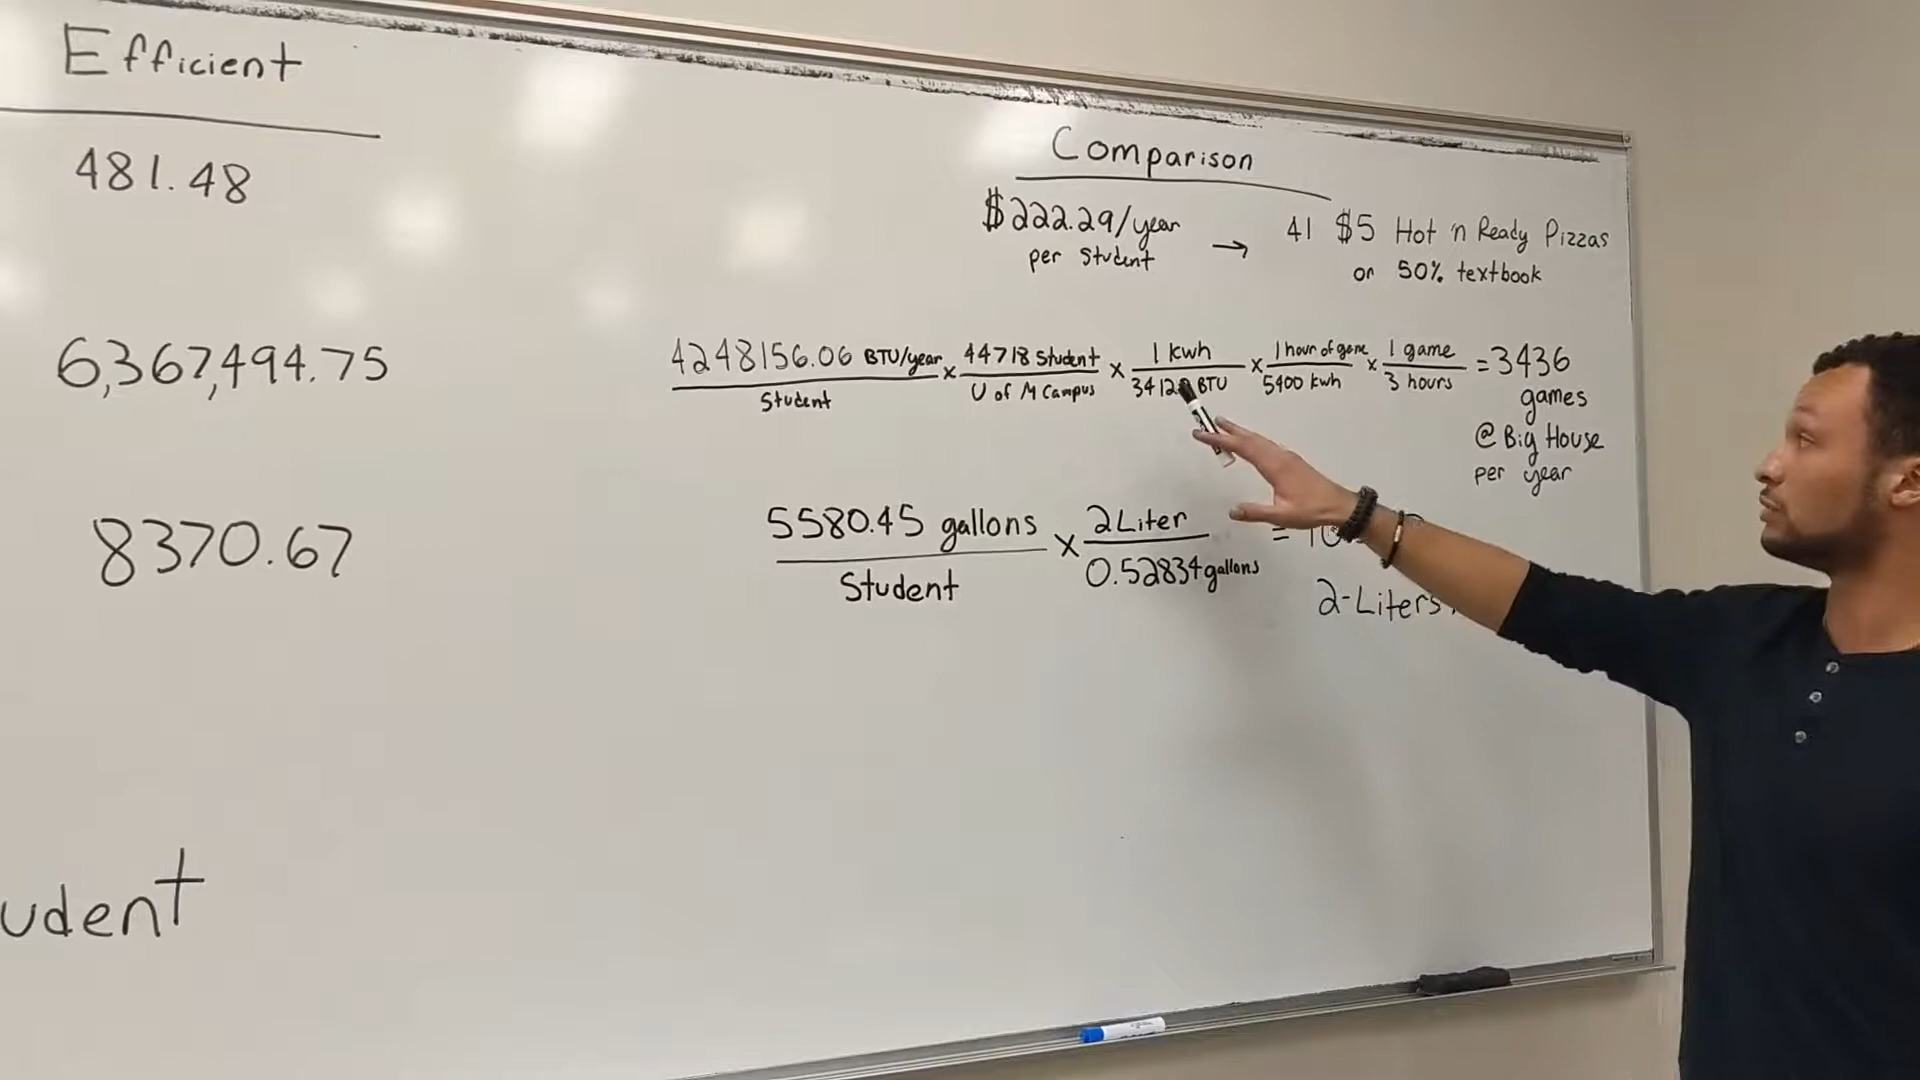 Efficient
481.48
6,367,494.75
8370.67
udent
Comparison
$222.29/year
per Student
→
41 $5 Hot 'n Ready Pizzas
or 50% textbook
4248156.06 BTU/year
Student
×
44718 Student
U of M Campus
×
1 kwh
BTU
×
1 hour of game
5400 kwh
×
1 game
3 hours
= 3436
games
@ Big House
per year
5580.45 gallons
Student
×
2 Liter
0.52834 gallons
=
2-Liters